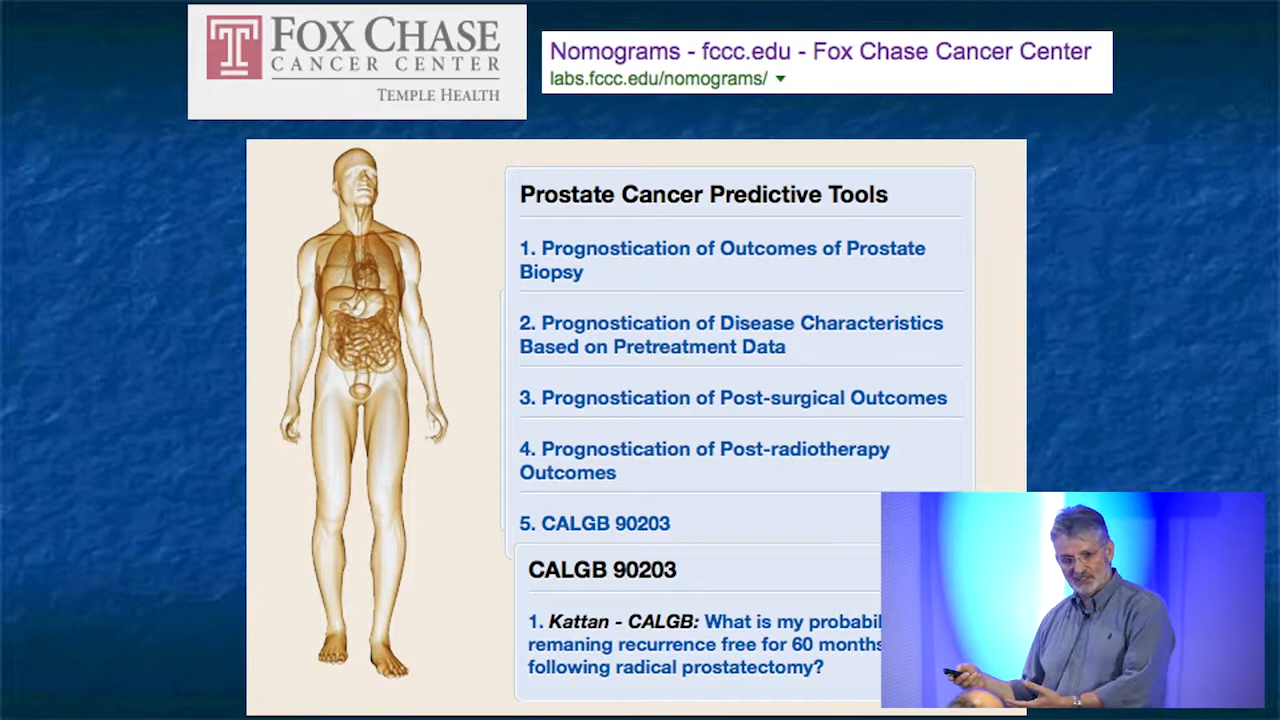 FOX CHASE
CANCER CENTER
TEMPLE HEALTH
Nomograms - fccc.edu - Fox Chase Cancer Center
labs.fccc.edu/nomograms/
Prostate Cancer Predictive Tools
1. Prognostication of Outcomes of Prostate
Biopsy
2. Prognostication of Disease Characteristics
Based on Pretreatment Data
3. Prognostication of Post-surgical Outcomes
4. Prognostication of Post-radiotherapy
Outcomes
5. CALGB 90203
CALGB 90203
1. Kattan - CALGB: What is my probabil
remaning recurrence free for 60 months
following radical prostatectomy?